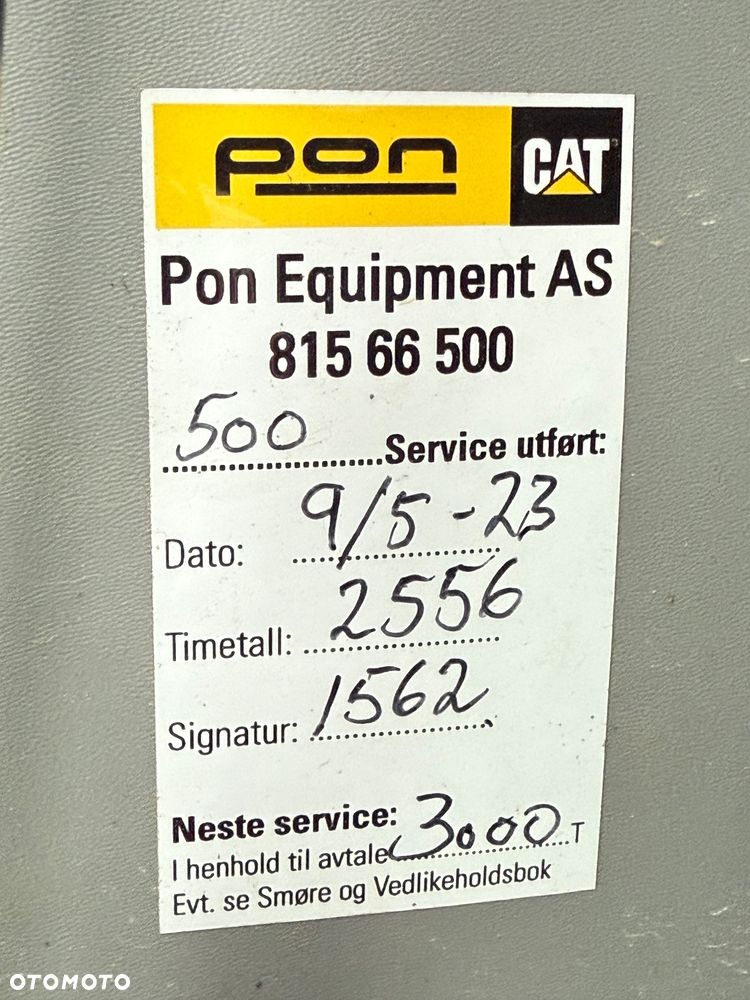 pon CAT
Pon Equipment AS
815 66 500
500 Service utført:
Dato: 9/5-23
Timetall: 2556
Signatur: 1562
Neste service: 3000 T
I henhold til avtale
Evt. se Smøre og Vedlikeholdsbok
OTOMOTO